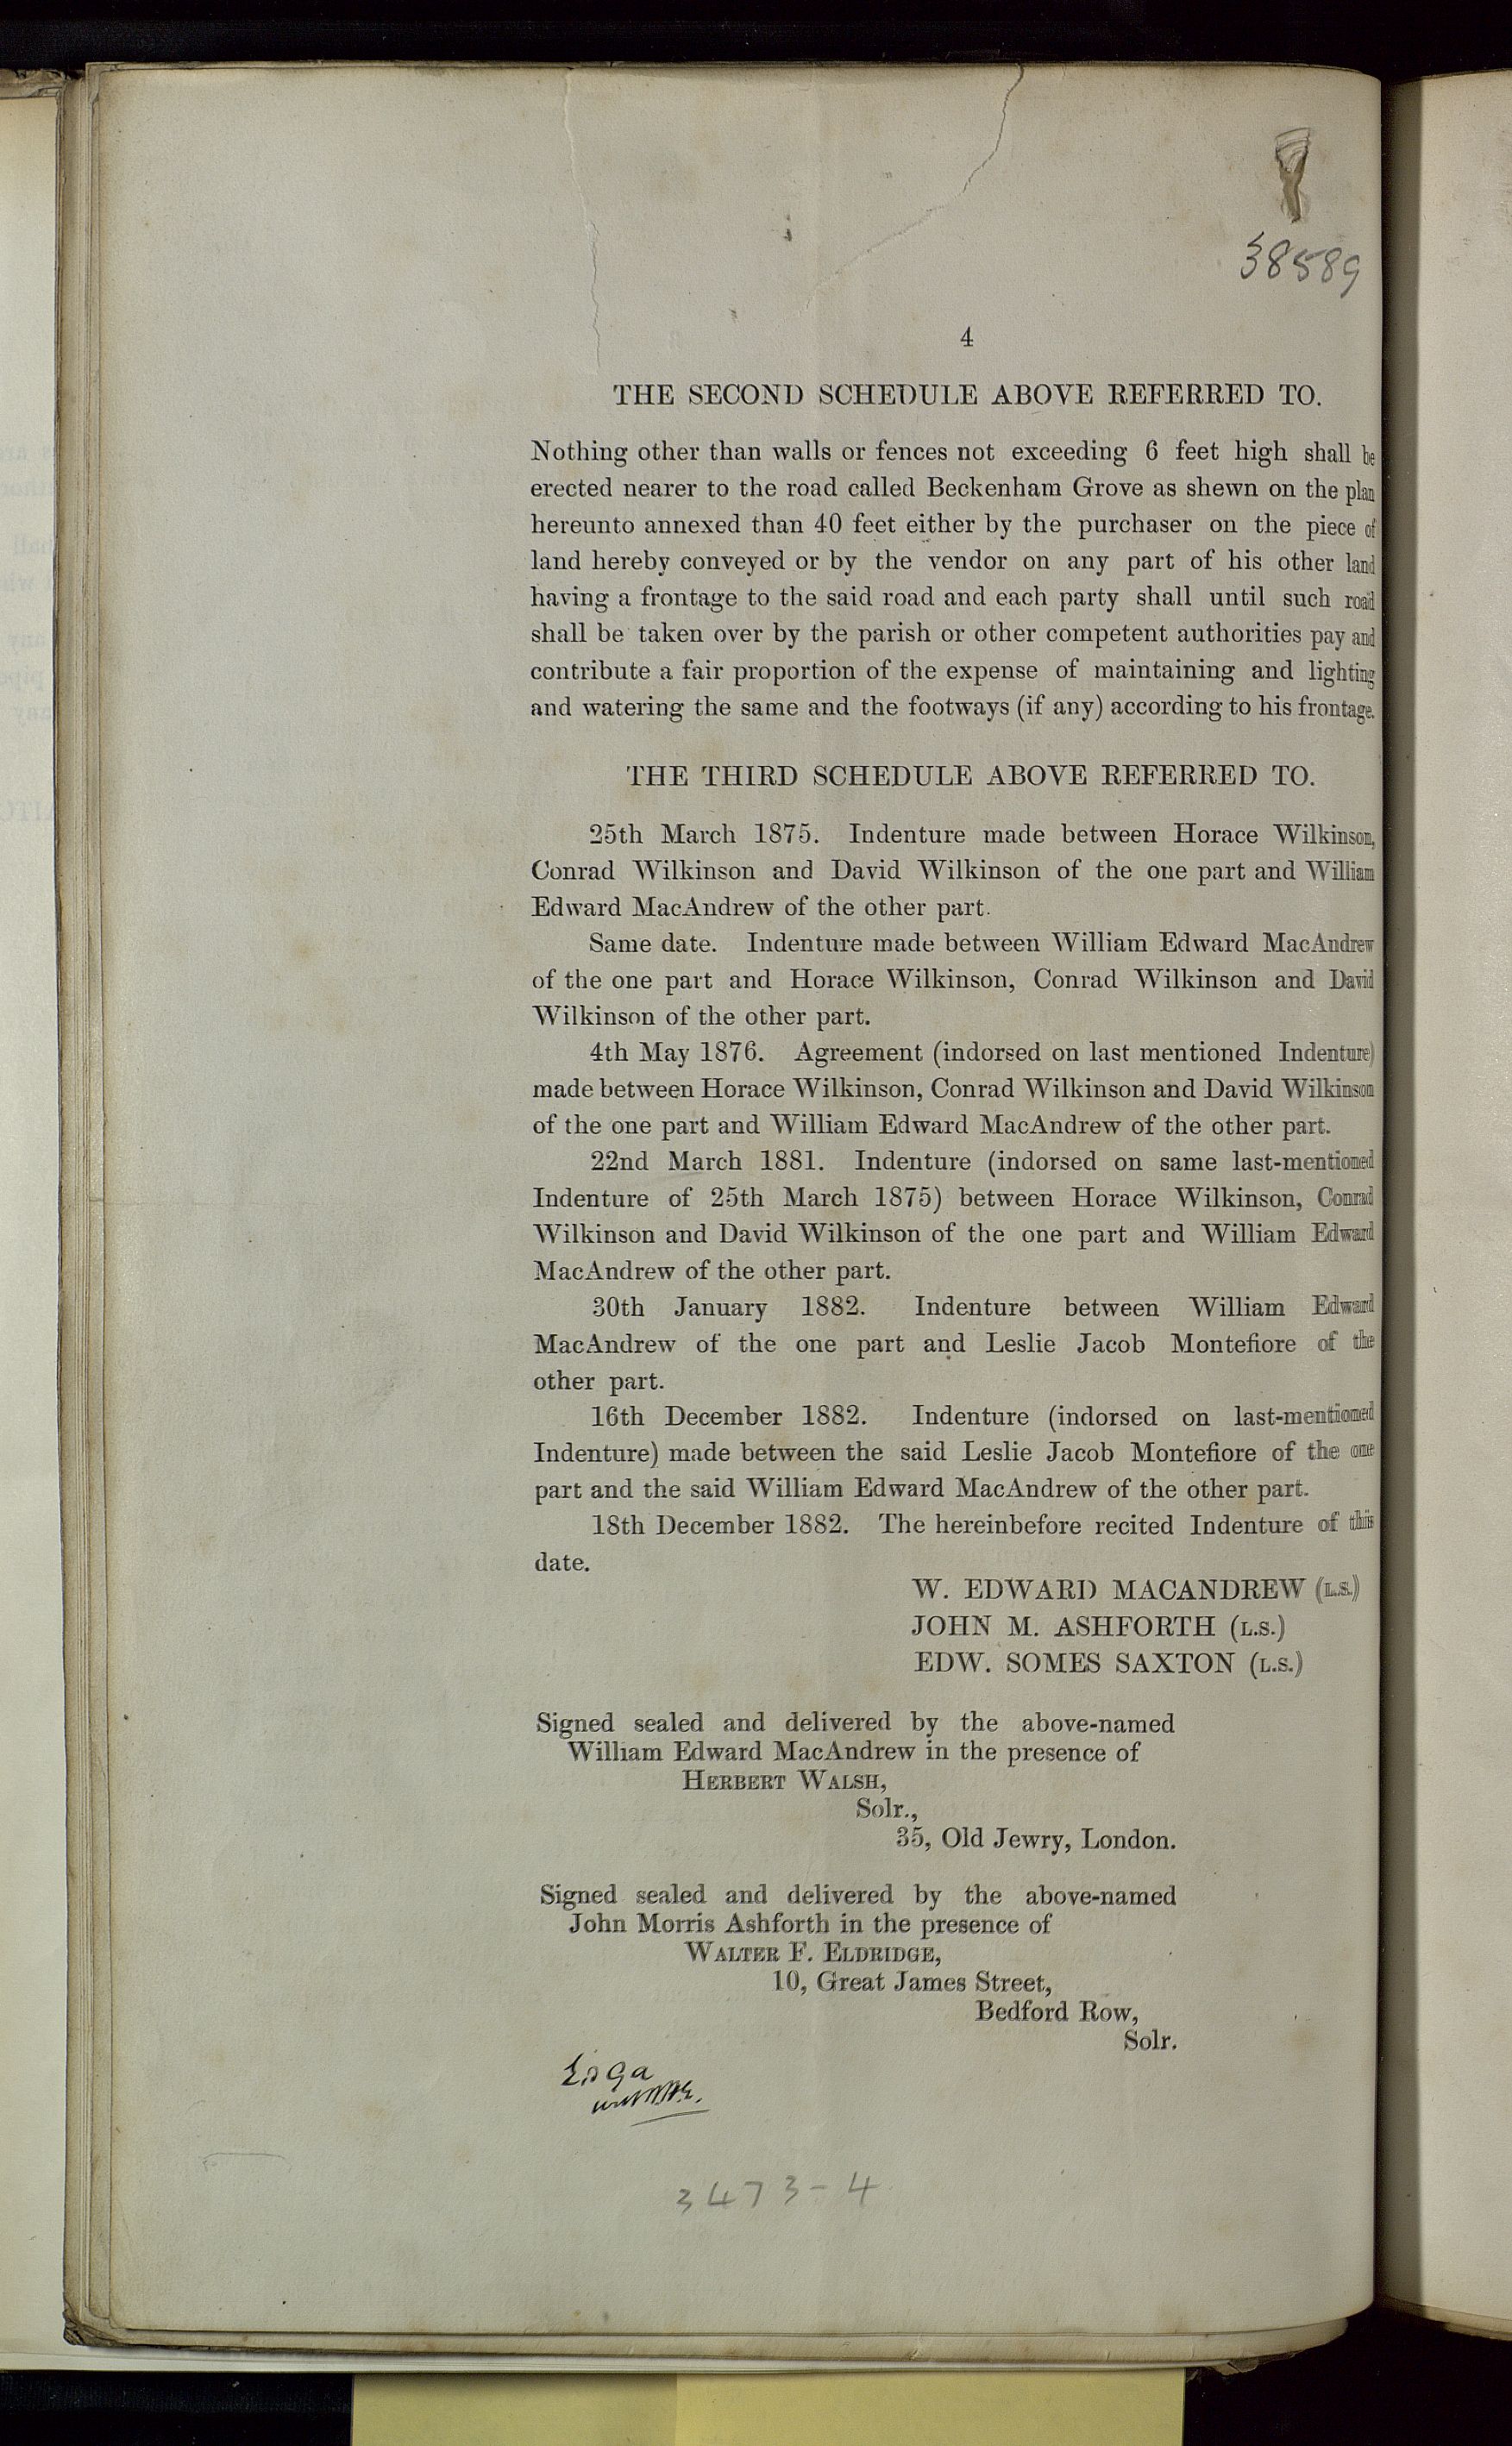 38589
4
THE SECOND SCHEDULE ABOVE REFERRED TO.
Nothing other than walls or fences not exceeding 6 feet high shall be
erected nearer to the road called Beckenham Grove as shewn on the plan
hereunto annexed than 40 feet either by the purchaser on the piece of
land hereby conveyed or by the vendor on any part of his other land
having a frontage to the said road and each party shall until such road
shall be taken over by the parish or other competent authorities pay and
contribute a fair proportion of the expense of maintaining and lighting
and watering the same and the footways (if any) according to his frontage.
THE THIRD SCHEDULE ABOVE REFERRED TO.
25th March 1875. Indenture made between Horace Wilkinson,
Conrad Wilkinson and David Wilkinson of the one part and William
Edward MacAndrew of the other part.
Same date. Indenture made between William Edward MacAndrew
of the one part and Horace Wilkinson, Conrad Wilkinson and David
Wilkinson of the other part.
4th May 1876. Agreement (indorsed on last mentioned Indenture)
made between Horace Wilkinson, Conrad Wilkinson and David Wilkinson
of the one part and William Edward MacAndrew of the other part.
22nd March 1881. Indenture (indorsed on same last-mentioned
Indenture of 25th March 1875) between Horace Wilkinson, Conrad
Wilkinson and David Wilkinson of the one part and William Edward
MacAndrew of the other part.
30th January 1882. Indenture between William Edward
MacAndrew of the one part and Leslie Jacob Montefiore of the
other part.
16th December 1882. Indenture (indorsed on last-mentioned
Indenture) made between the said Leslie Jacob Montefiore of the one
part and the said William Edward MacAndrew of the other part.
18th December 1882. The hereinbefore recited Indenture of this
date.
W. EDWARD MACANDREW (L.S.)
JOHN M. ASHFORTH (L.S.)
EDW. SOMES SAXTON (L.S.)
Signed sealed and delivered by the above-named
William Edward MacAndrew in the presence of
HERBERT WALSH,
Solr.,
35, Old Jewry, London.
Signed sealed and delivered by the above-named
John Morris Ashforth in the presence of
WALTER F. ELDRIDGE,
10, Great James Street,
Bedford Row,
Solr.
3473-4